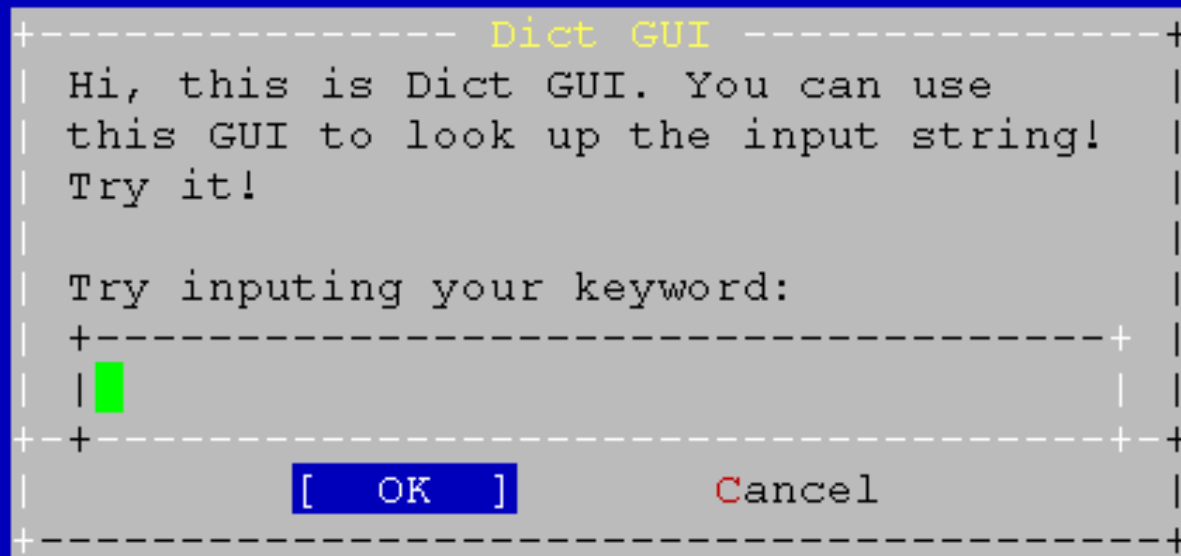 Dict GUI
Hi, this is Dict GUI. You can use
this GUI to look up the input string!
Try it!
Try inputing your keyword:
[ OK ] Cancel